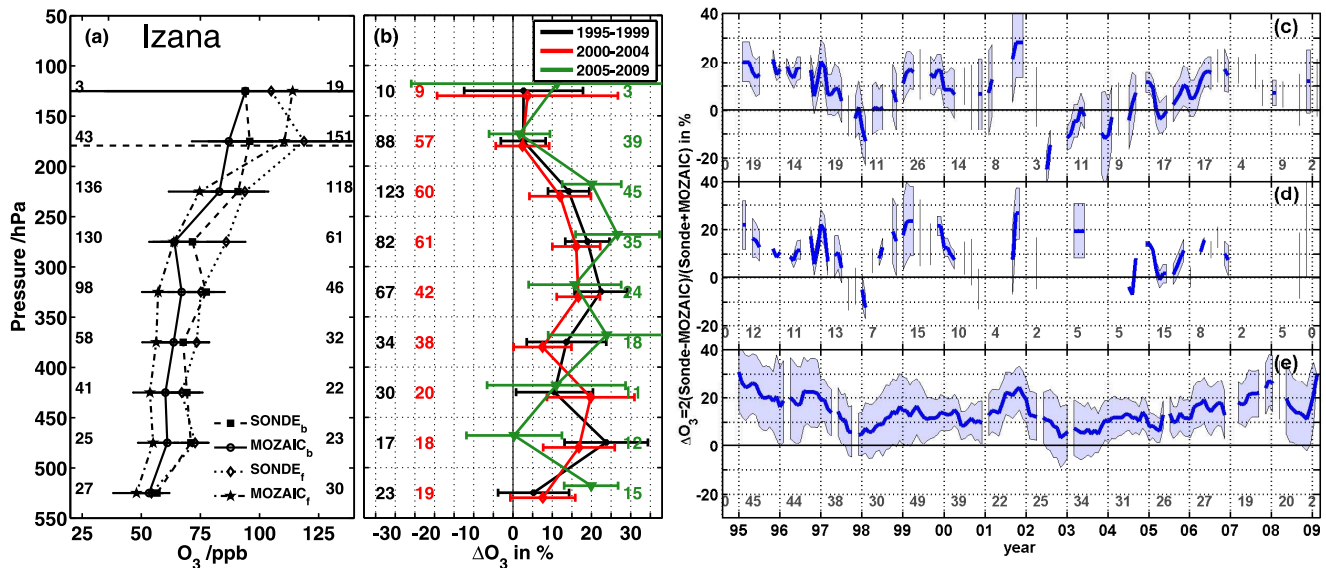 (a) Izana
50
100
150
200
250
300
350
400
450
500
550
Pressure /hPa
3 19
43 151
136 118
130 61
98 46
58 32
41 22
25 23
27 30
SONDE_b
MOZAIC_b
SONDE_f
MOZAIC_f
25 50 75 100 125
O₃ /ppb
(b)
1995-1999
2000-2004
2005-2009
10 9 3
88 57 39
123 60 45
82 61 35
67 42 24
34 38 18
30 20 11
17 18 12
23 19 15
-30 -20 -10 0 10 20 30
ΔO₃ in %
ΔO₃=2(Sonde-MOZAIC)/(Sonde+MOZAIC) in %
(c)
40
20
0
-20
0 19 14 19 11 26 14 8 3 11 9 17 17 4 9 2
(d)
40
20
0
-20
0 12 11 13 7 15 10 4 2 5 5 15 8 2 5 0
(e)
40
20
0
-20
0 45 44 38 30 49 39 22 25 34 31 26 27 19 20 2
95 96 97 98 99 00 01 02 03 04 05 06 07 08 09
year